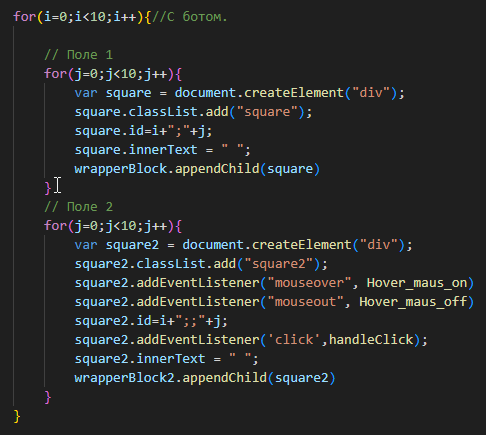 for(i=0;i<10;i++){//С ботом.
// Поле 1
for(j=0;j<10;j++){
var square = document.createElement("div");
square.classList.add("square");
square.id=i+";"+j;
square.innerText = " ";
wrapperBlock.appendChild(square)
}
// Поле 2
for(j=0;j<10;j++){
var square2 = document.createElement("div");
square2.classList.add("square2");
square2.addEventListener("mouseover", Hover_maus_on)
square2.addEventListener("mouseout", Hover_maus_off)
square2.id=i+";;"+j;
square2.addEventListener('click',handleClick);
square2.innerText = " ";
wrapperBlock2.appendChild(square2)
}
}